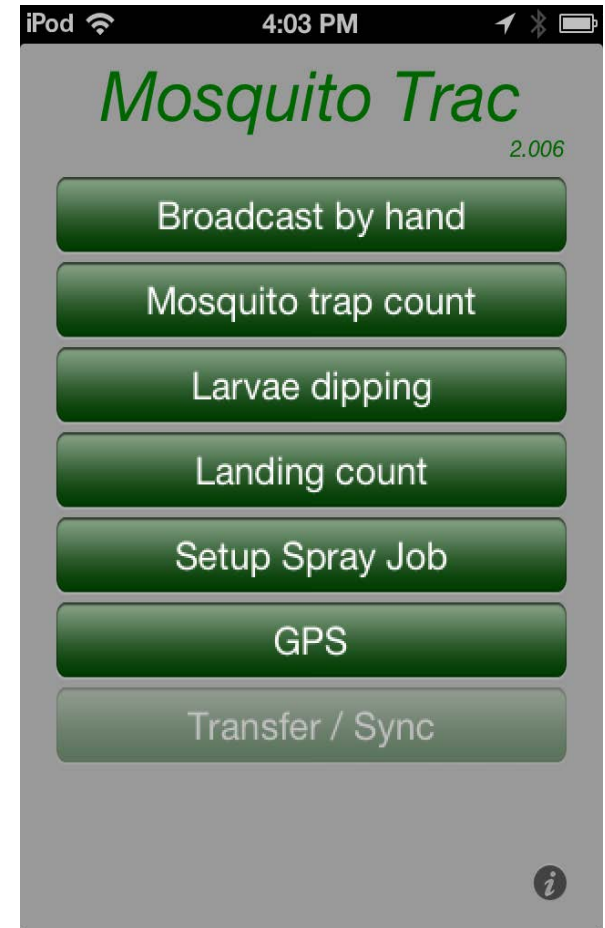 iPod 4:03 PM
Mosquito Trac
2.006
Broadcast by hand
Mosquito trap count
Larvae dipping
Landing count
Setup Spray Job
GPS
Transfer / Sync
i